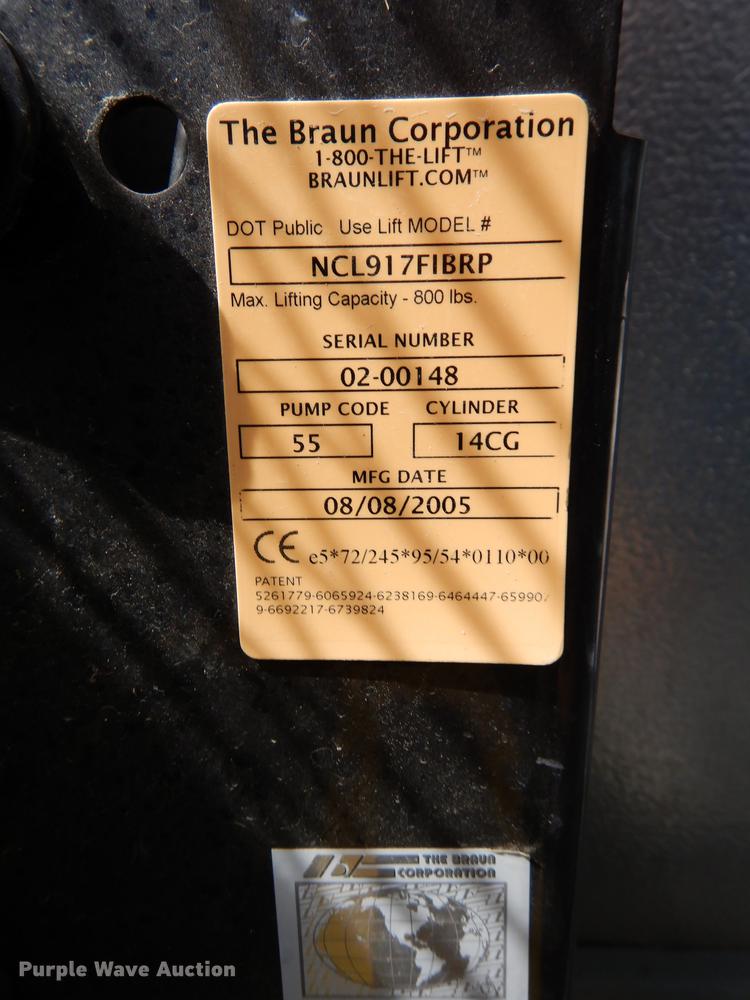 The Braun Corporation
1-800-THE-LIFT™
BRAUNLIFT.COM™
DOT Public Use Lift MODEL #
NCL917FIBRP
Max. Lifting Capacity - 800 lbs.
SERIAL NUMBER
02-00148
PUMP CODE CYLINDER
55 14CG
MFG DATE
08/08/2005
CE e5*72/245*95/54*0110*00
PATENT
5261779-6065924-6238169-6464447-65990
9-6692217-6739824
THE BRAUN
CORPORATION
Purple Wave Auction